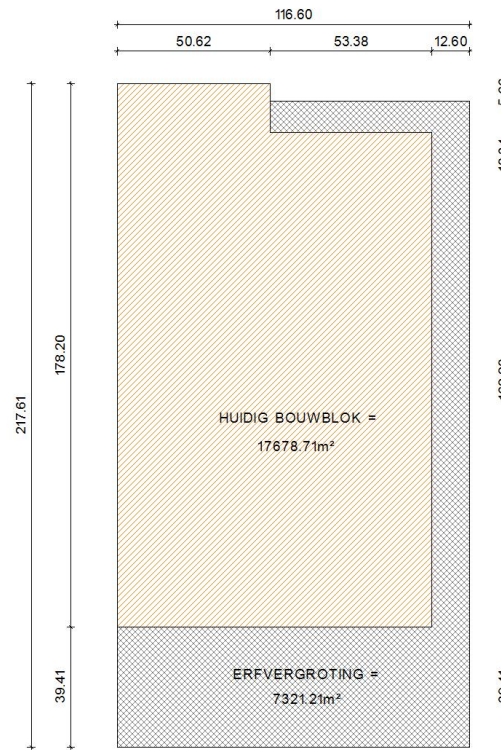 116.60
50.62 53.38 12.60
178.20
217.61
HUIDIG BOUWBLOK =
17678.71m²
39.41
ERFVERGROTING =
7321.21m²